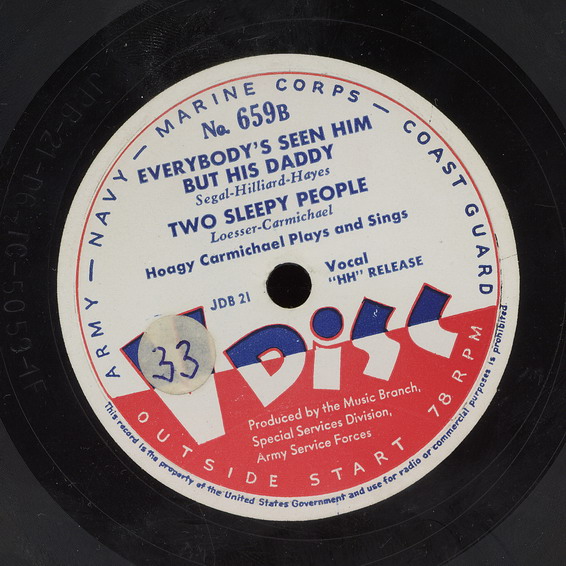 ARMY — NAVY — MARINE CORPS — COAST GUARD
No. 659B
EVERYBODY'S SEEN HIM
BUT HIS DADDY
Segal-Hilliard-Hayes
TWO SLEEPY PEOPLE
Loesser-Carmichael
Hoagy Carmichael Plays and Sings
Vocal
JDB 21
"HH" RELEASE
V DISC
33
Produced by the Music Branch,
Special Services Division,
Army Service Forces
OUTSIDE START 78 RPM
This record is the property of the United States Government and use for radio or commercial purposes is prohibited.